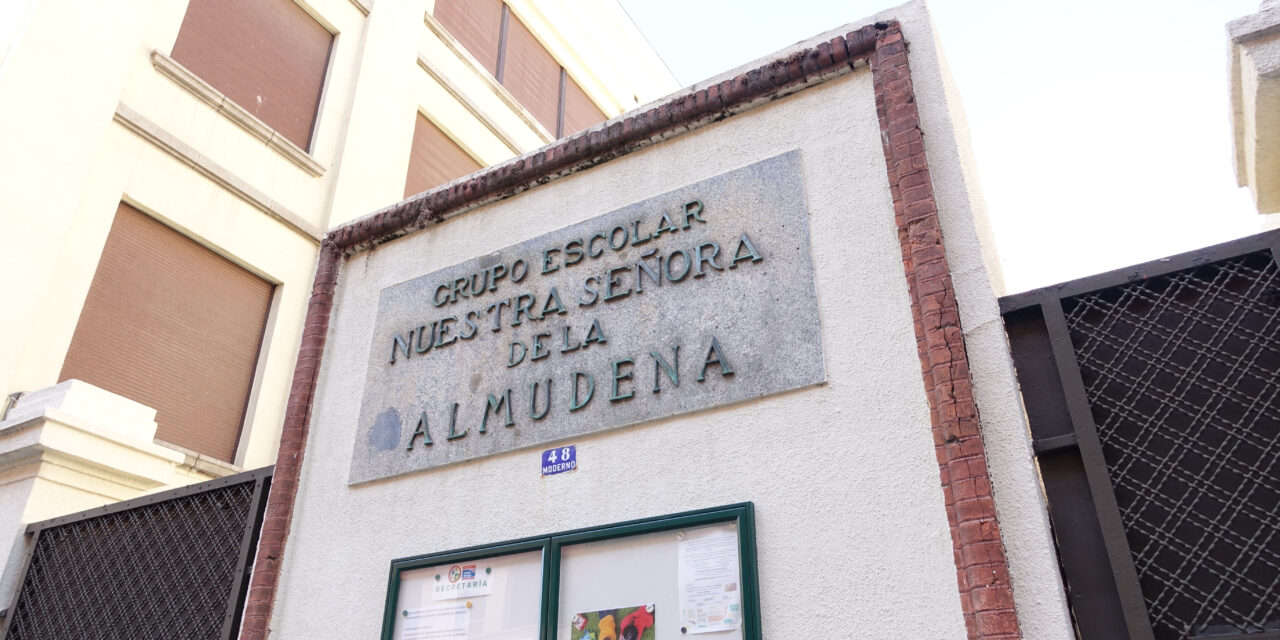 GRUPO ESCOLAR
NUESTRA SEÑORA
DE LA
ALMUDENA
48
MODERNO
SECRETARÍA